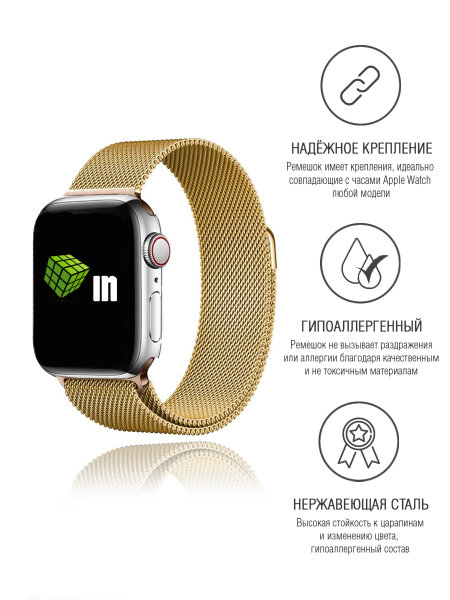 IN
НАДЁЖНОЕ КРЕПЛЕНИЕ
Ремешок имеет крепления, идеально
совпадающие с часами Apple Watch
любой модели
ГИПОАЛЛЕРГЕННЫЙ
Ремешок не вызывает раздражения
или аллергии благодаря качественным
и не токсичным материалам
НЕРЖАВЕЮЩАЯ СТАЛЬ
Высокая стойкость к царапинам
и изменению цвета,
гипоаллергенный состав